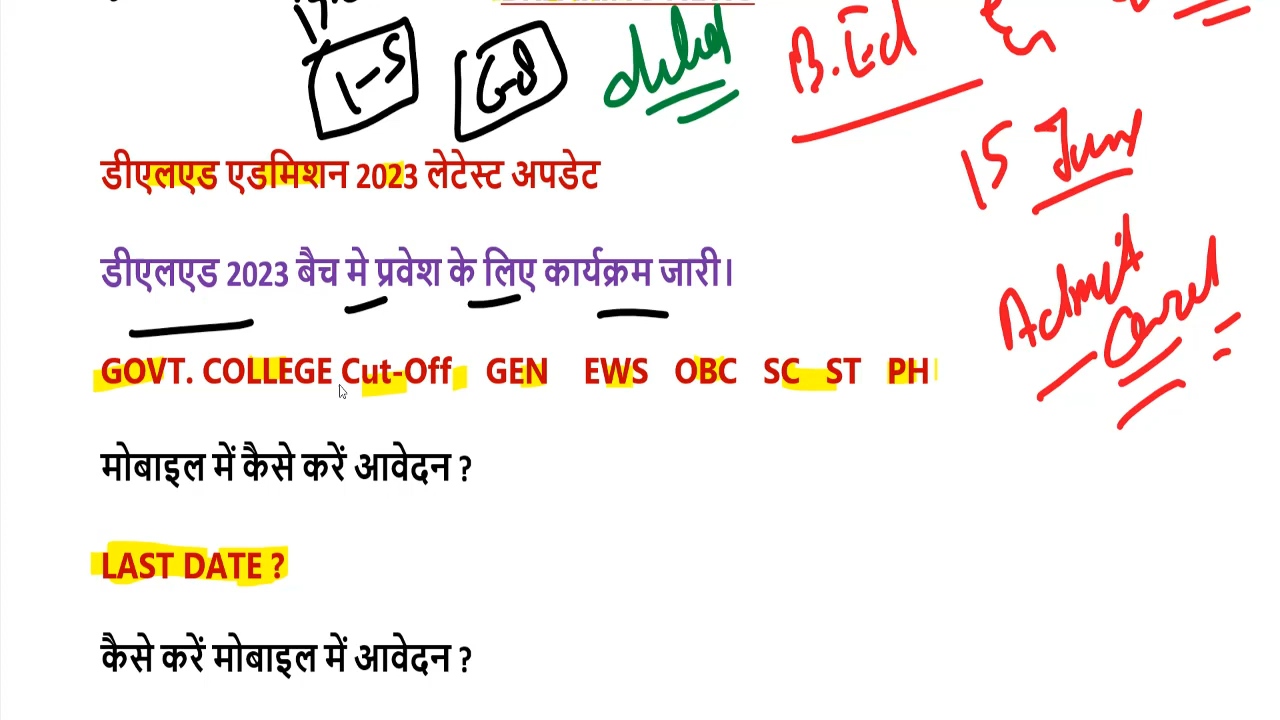 1-5
6-8
B.Ed
15 June
डीएलएड एडमिशन 2023 लेटेस्ट अपडेट
Admit
Card
डीएलएड 2023 बैच मे प्रवेश के लिए कार्यक्रम जारी।
GOVT. COLLEGE Cut-Off GEN EWS OBC SC ST PH
मोबाइल में कैसे करें आवेदन ?
LAST DATE ?
कैसे करें मोबाइल में आवेदन ?